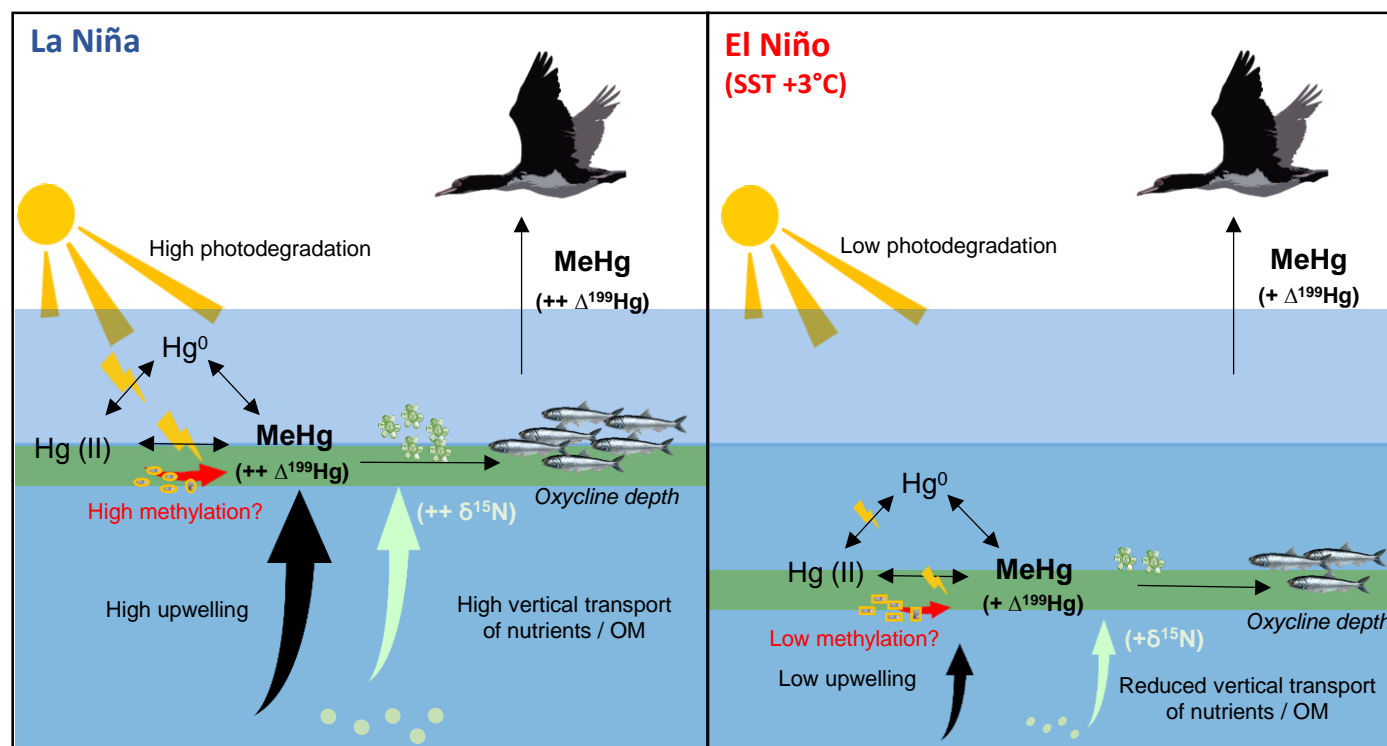 La Niña
High photodegradation
MeHg
(++ Δ¹⁹⁹Hg)
Hg⁰
Hg (II)
MeHg
(++ Δ¹⁹⁹Hg)
Oxycline depth
High methylation?
(++ δ¹⁵N)
High upwelling
High vertical transport
of nutrients / OM
El Niño
(SST +3°C)
Low photodegradation
MeHg
(+ Δ¹⁹⁹Hg)
Hg⁰
Hg (II)
MeHg
(+ Δ¹⁹⁹Hg)
Oxycline depth
Low methylation?
(+δ¹⁵N)
Low upwelling
Reduced vertical transport
of nutrients / OM